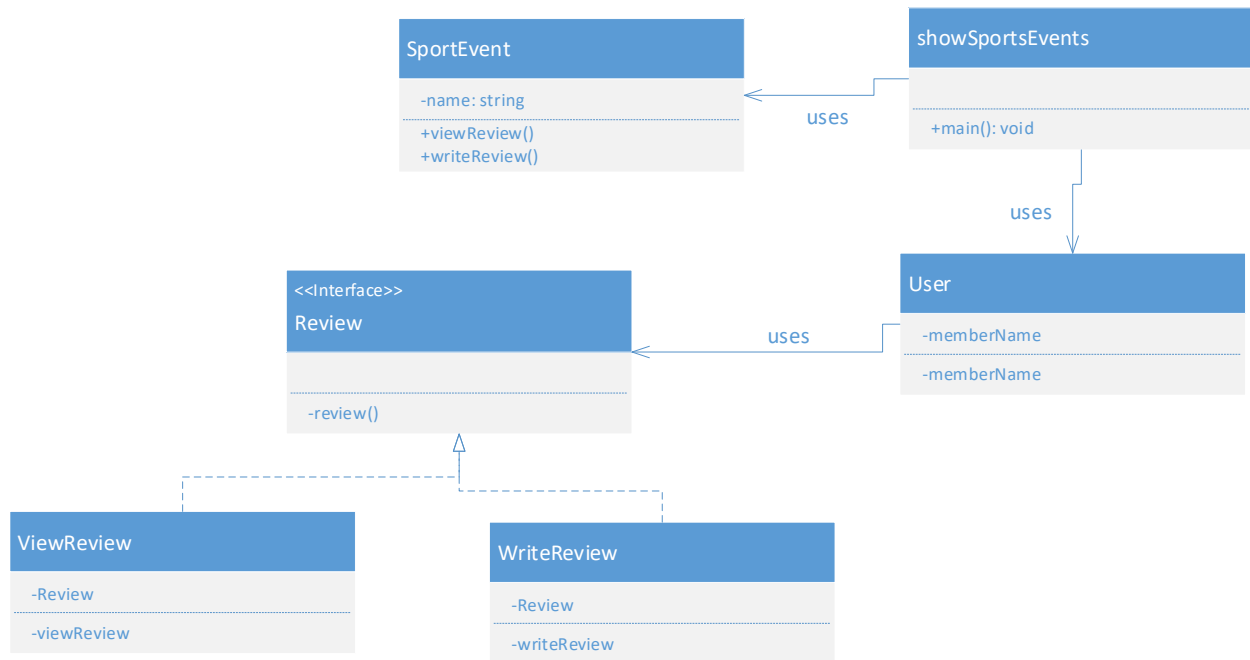 SportEvent
-name: string
+viewReview()
+writeReview()
showSportsEvents
+main(): void
uses
uses
<<Interface>>
Review
-review()
uses
User
-memberName
-memberName
ViewReview
-Review
-viewReview
WriteReview
-Review
-writeReview